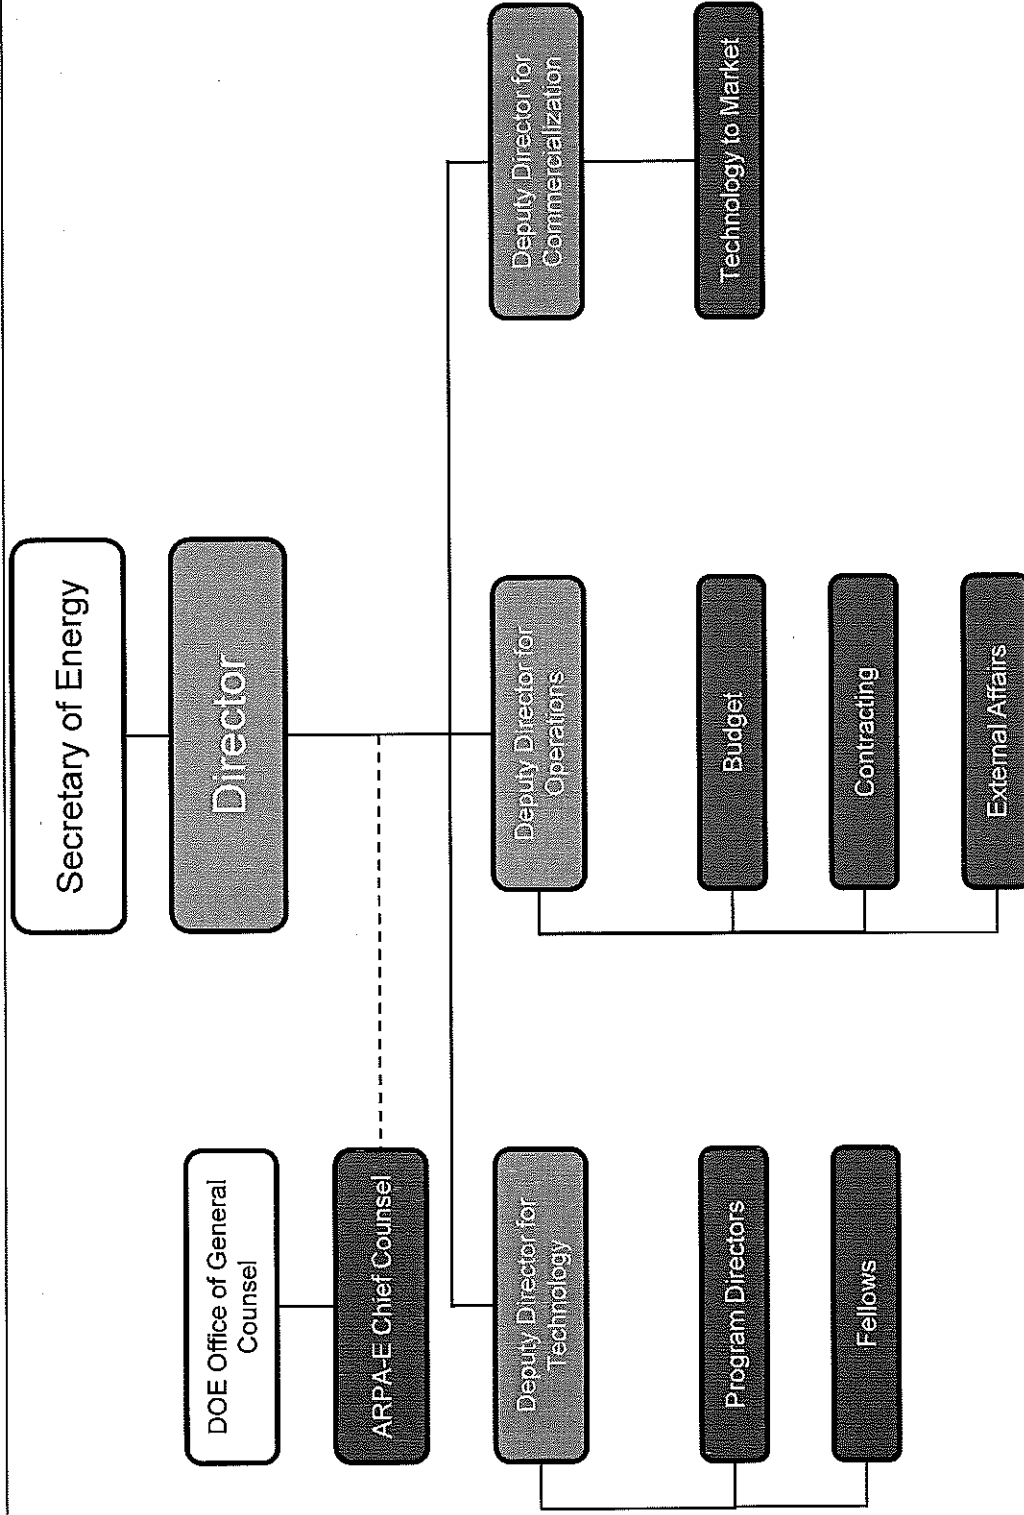 Secretary of Energy
Director
DOE Office of General
Counsel
ARPA-E Chief Counsel
Deputy Director for
Technology
Program Directors
Fellows
Deputy Director for
Operations
Budget
Contracting
External Affairs
Deputy Director for
Commercialization
Technology to Market